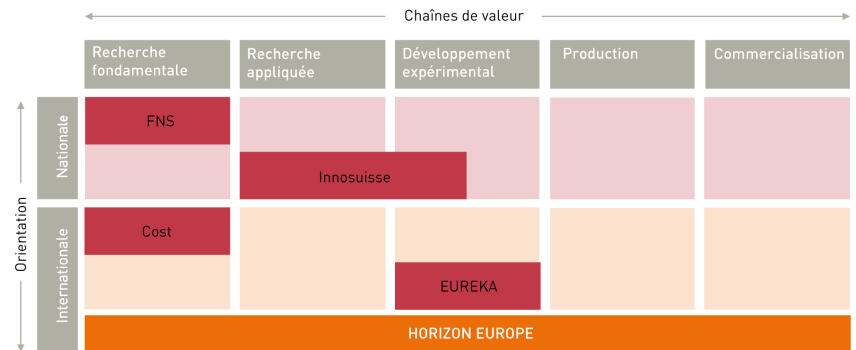 Chaînes de valeur
Recherche
fondamentale
Recherche
appliquée
Développement
expérimental
Production
Commercialisation
Orientation
Nationale
FNS
Innosuisse
Internationale
Cost
EUREKA
HORIZON EUROPE